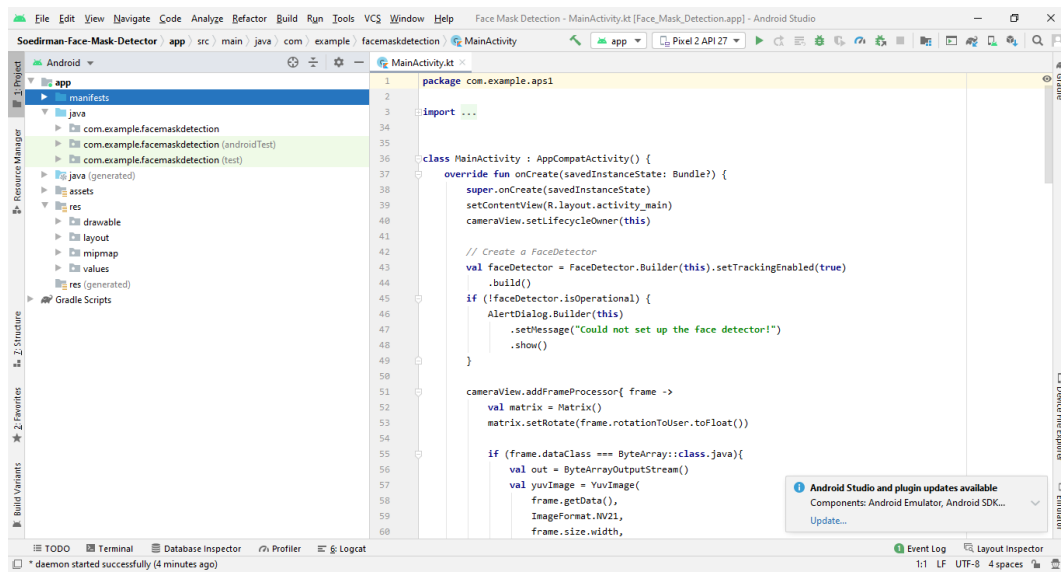 File Edit View Navigate Code Analyze Refactor Build Run Tools VCS Window Help Face Mask Detection - MainActivity.kt [Face_Mask_Detection.app] - Android Studio
Soedirman-Face-Mask-Detector app src main java com example facemaskdetection MainActivity app Pixel 2 API 27
1: Project
Resource Manager
Z: Structure
2: Favorites
Build Variants
Android
app
manifests
java
com.example.facemaskdetection
com.example.facemaskdetection (androidTest)
com.example.facemaskdetection (test)
java (generated)
assets
res
drawable
layout
mipmap
values
res (generated)
Gradle Scripts
MainActivity.kt
1 package com.example.aps1
2
3 import ...
34
35
36 class MainActivity : AppCompatActivity() {
37 override fun onCreate(savedInstanceState: Bundle?) {
38 super.onCreate(savedInstanceState)
39 setContentView(R.layout.activity_main)
40 cameraView.setLifecycleOwner(this)
41
42 // Create a FaceDetector
43 val faceDetector = FaceDetector.Builder(this).setTrackingEnabled(true)
44 .build()
45 if (!faceDetector.isOperational) {
46 AlertDialog.Builder(this)
47 .setMessage("Could not set up the face detector!")
48 .show()
49 }
50
51 cameraView.addFrameProcessor{ frame ->
52 val matrix = Matrix()
53 matrix.setRotate(frame.rotationToUser.toFloat())
54
55 if (frame.dataClass === ByteArray::class.java){
56 val out = ByteArrayOutputStream()
57 val yuvImage = YuvImage(
58 frame.getData(),
59 ImageFormat.NV21,
60 frame.size.width,
Gradle
Device File Explorer
Emulator
Android Studio and plugin updates available
Components: Android Emulator, Android SDK...
Update...
TODO Terminal Database Inspector Profiler 6: Logcat 1 Event Log Layout Inspector
* daemon started successfully (4 minutes ago) 1:1 LF UTF-8 4 spaces